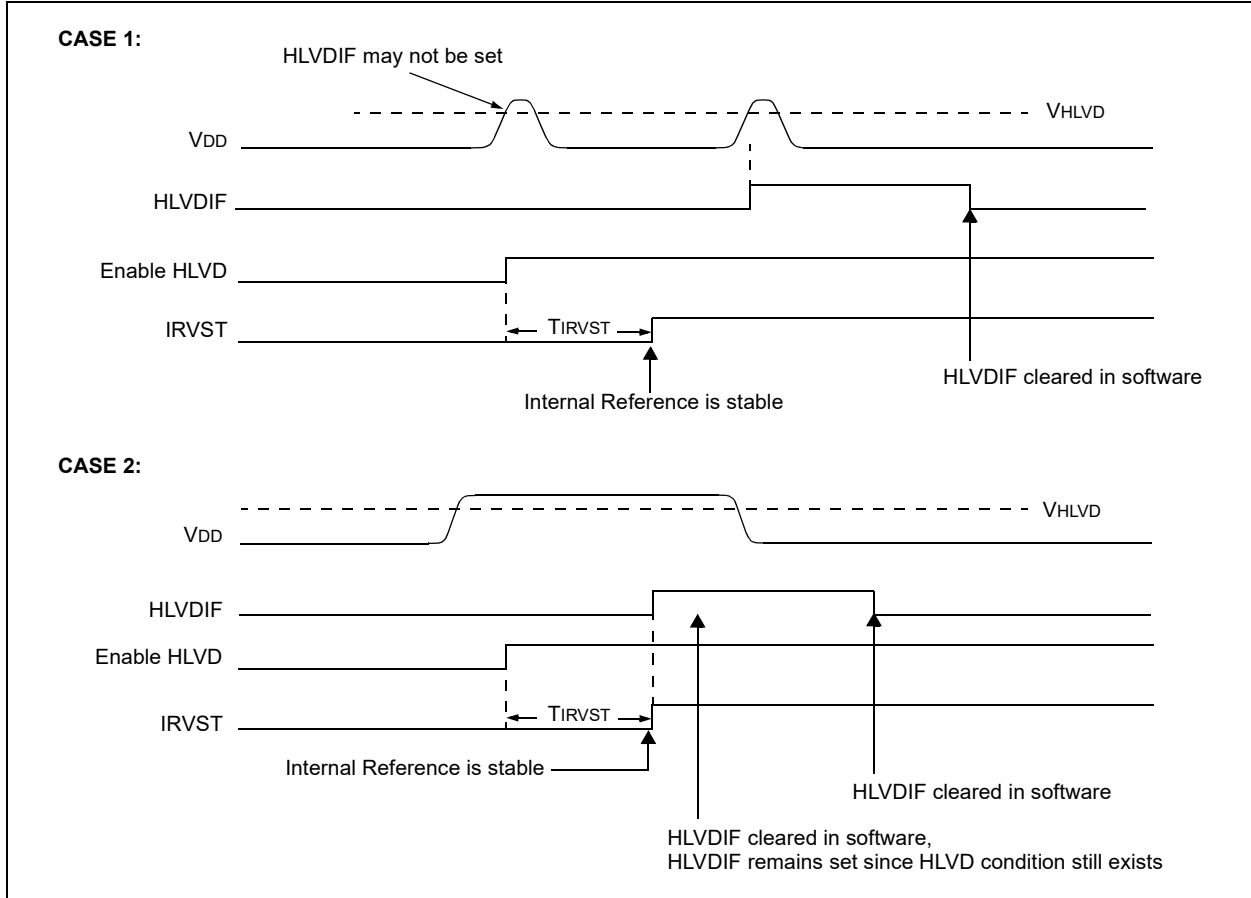 CASE 1:
HLVDIF may not be set
VHLVD
VDD
HLVDIF
Enable HLVD
IRVST
TIRVST
HLVDIF cleared in software
Internal Reference is stable
CASE 2:
VHLVD
VDD
HLVDIF
Enable HLVD
IRVST
TIRVST
Internal Reference is stable
HLVDIF cleared in software
HLVDIF cleared in software,
HLVDIF remains set since HLVD condition still exists